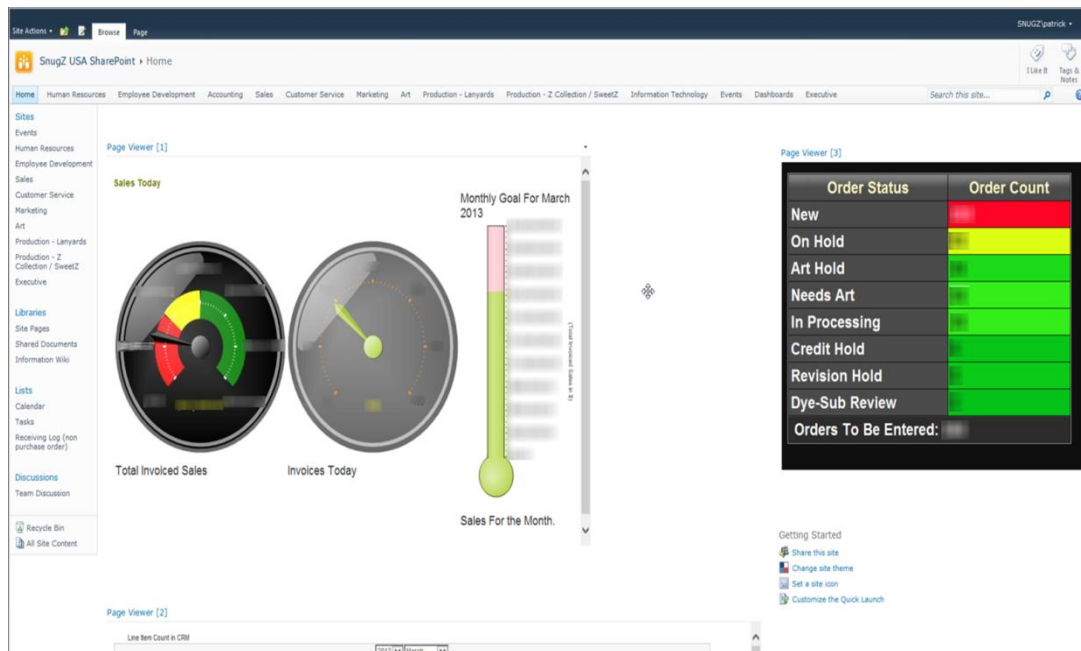 Site Actions
Browse
Page
SNUGZ\patrick
SnugZ USA SharePoint ▸ Home
I Like It
Tags & Notes
Home
Human Resources
Employee Development
Accounting
Sales
Customer Service
Marketing
Art
Production - Lanyards
Production - Z Collection / SweetZ
Information Technology
Events
Dashboards
Executive
Search this site...
Sites
Events
Human Resources
Employee Development
Sales
Customer Service
Marketing
Art
Production - Lanyards
Production - Z
Collection / SweetZ
Executive
Libraries
Site Pages
Shared Documents
Information Wiki
Lists
Calendar
Tasks
Receiving Log (non
purchase order)
Discussions
Team Discussion
Recycle Bin
All Site Content
Page Viewer [1]
Sales Today
Total Invoiced Sales
Invoices Today
Monthly Goal For March
2013
(Total Invoiced Sales in $)
Sales For the Month.
Page Viewer [3]
Order Status Order Count
New
On Hold
Art Hold
Needs Art
In Processing
Credit Hold
Revision Hold
Dye-Sub Review
Orders To Be Entered:
Getting Started
Share this site
Change site theme
Set a site icon
Customize the Quick Launch
Page Viewer [2]
Line Item Count in CRM
2013 March